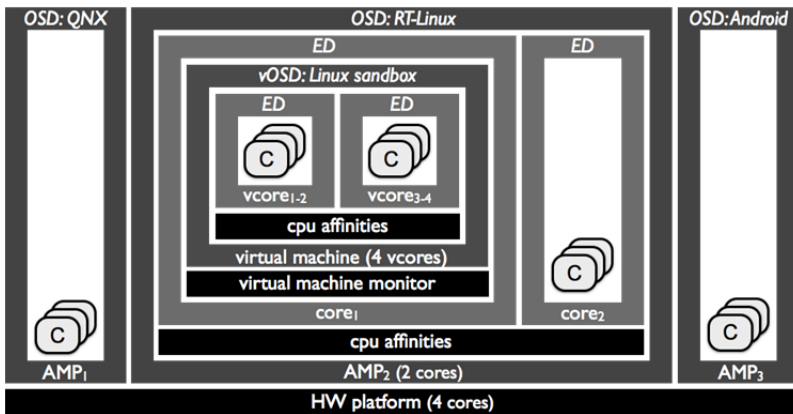 OSD: QNX
OSD: RT-Linux
OSD: Android
ED
ED
vOSD: Linux sandbox
ED
ED
C
C
vcore1-2
vcore3-4
cpu affinities
virtual machine (4 vcores)
virtual machine monitor
C
C
C
core1
core2
cpu affinities
AMP1
AMP2 (2 cores)
AMP3
HW platform (4 cores)